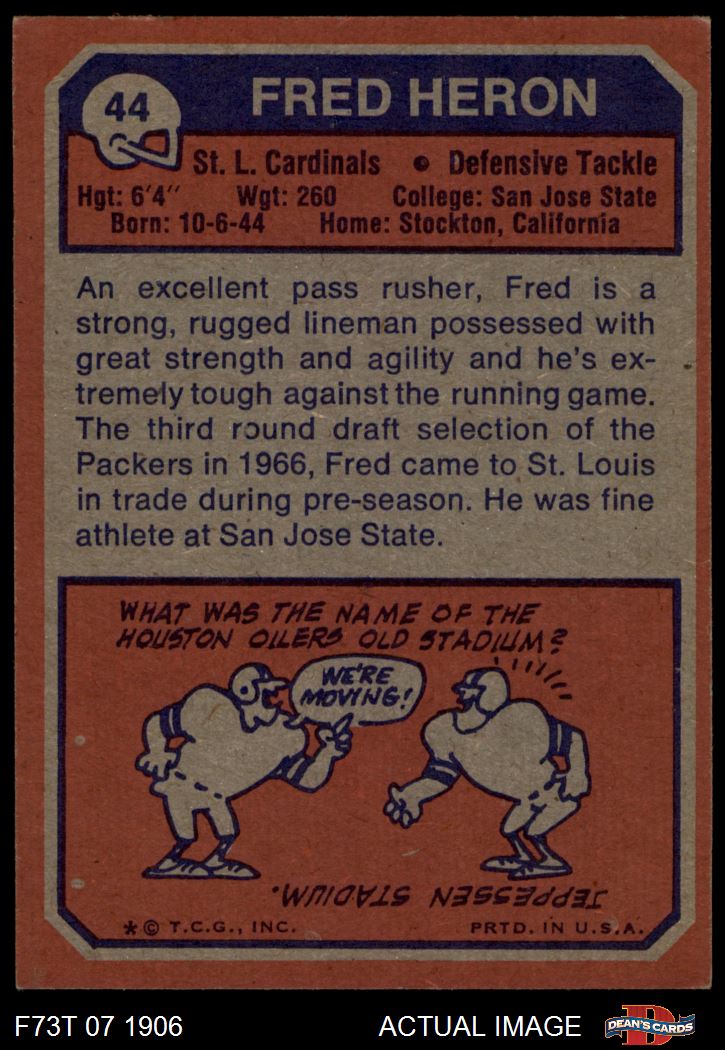 44
FRED HERON
St. L. Cardinals • Defensive Tackle
Hgt: 6'4" Wgt: 260 College: San Jose State
Born: 10-6-44 Home: Stockton, California
An excellent pass rusher, Fred is a
strong, rugged lineman possessed with
great strength and agility and he's ex-
tremely tough against the running game.
The third round draft selection of the
Packers in 1966, Fred came to St. Louis
in trade during pre-season. He was fine
athlete at San Jose State.
WHAT WAS THE NAME OF THE
HOUSTON OILERS OLD STADIUM?
WE'RE
MOVING!
JEPPESSEN STADIUM.
* © T.C.G., INC. PRTD. IN U.S.A.
F73T 07 1906 ACTUAL IMAGE
D
DEAN'S CARDS